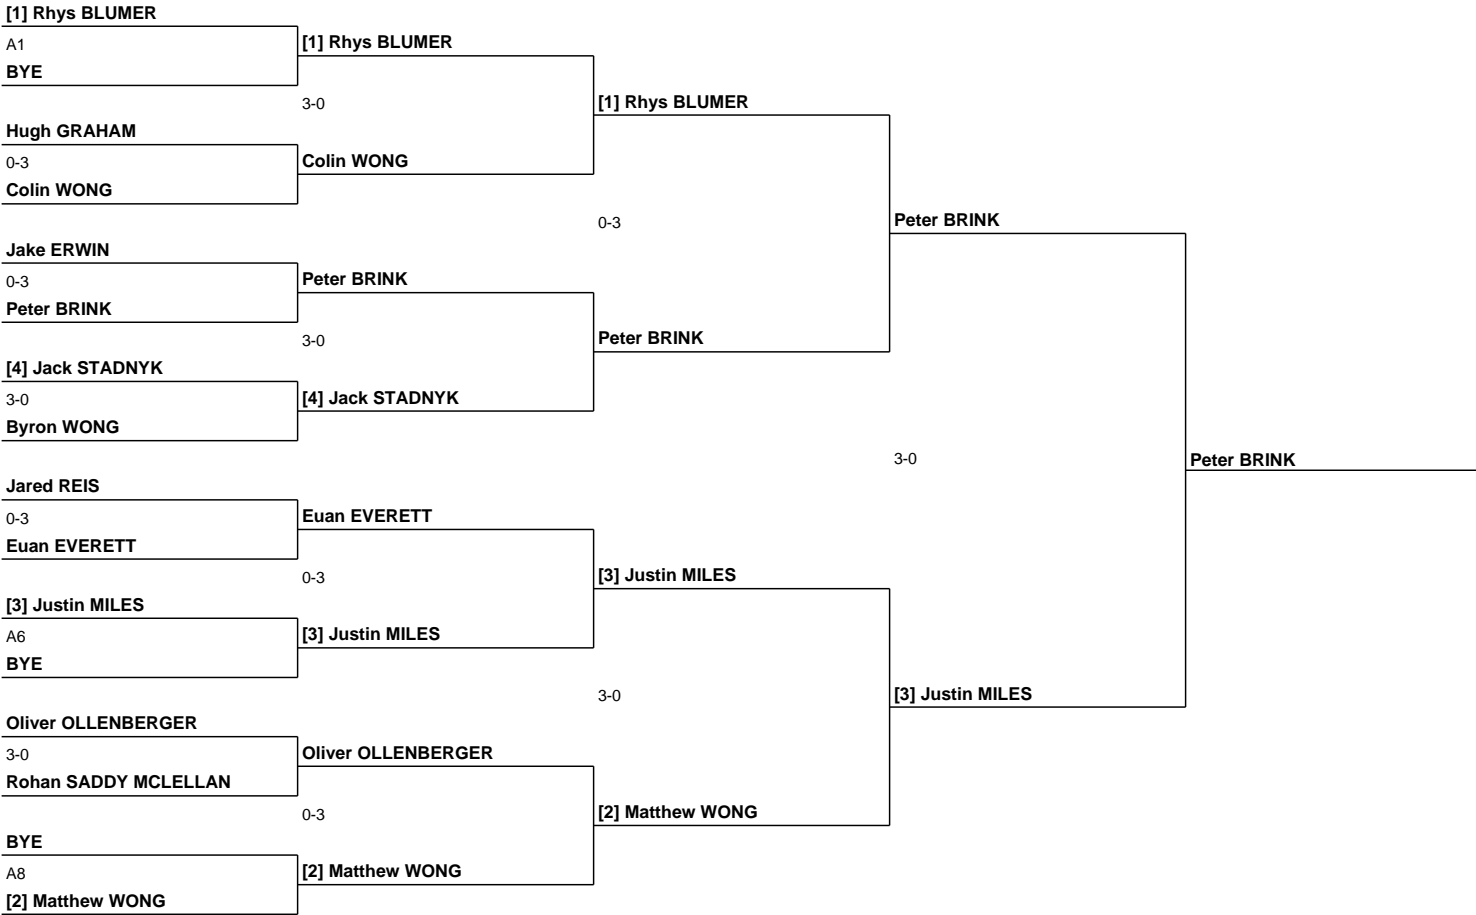 [1] Rhys BLUMER
A1
BYE
[1] Rhys BLUMER
3-0
Hugh GRAHAM
0-3
Colin WONG
Colin WONG
[1] Rhys BLUMER
0-3
Jake ERWIN
0-3
Peter BRINK
Peter BRINK
3-0
[4] Jack STADNYK
3-0
Byron WONG
[4] Jack STADNYK
Peter BRINK
Peter BRINK
3-0
Peter BRINK
Jared REIS
0-3
Euan EVERETT
Euan EVERETT
0-3
[3] Justin MILES
A6
BYE
[3] Justin MILES
[3] Justin MILES
3-0
[3] Justin MILES
Oliver OLLENBERGER
3-0
Rohan SADDY MCLELLAN
Oliver OLLENBERGER
0-3
BYE
A8
[2] Matthew WONG
[2] Matthew WONG
[2] Matthew WONG